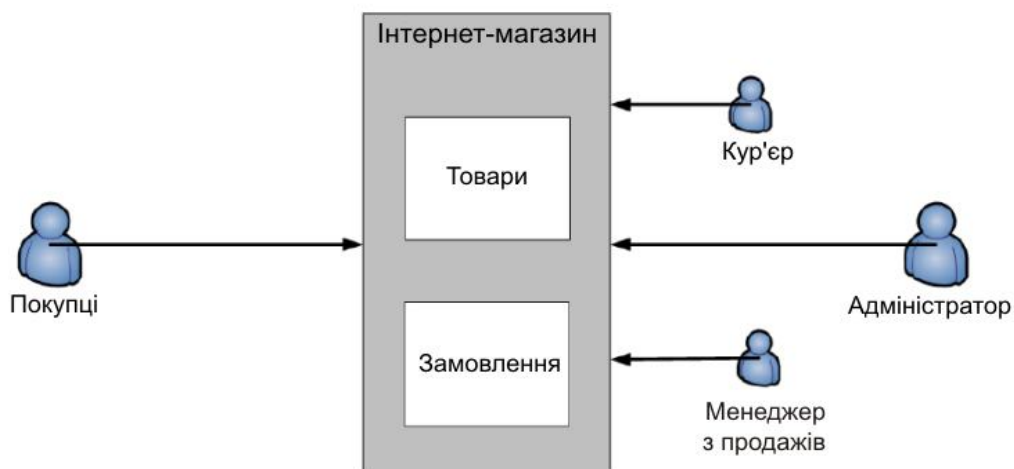 Інтернет-магазин
Кур'єр
Товари
Покупці
Адміністратор
Замовлення
Менеджер
з продажів